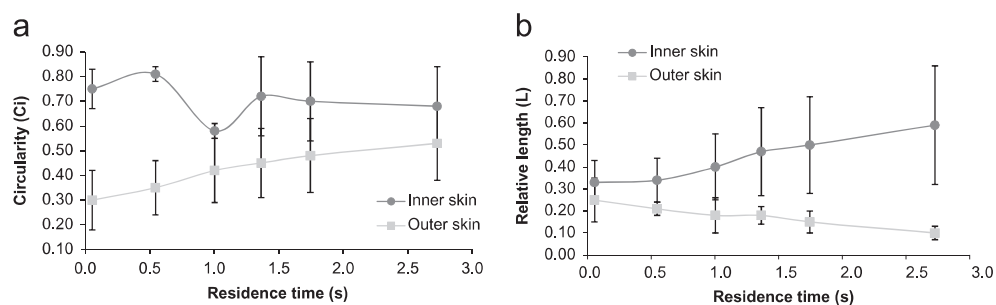 a
0.90
0.80
0.70
0.60
0.50
0.40
0.30
0.20
0.10
Circularity (Ci)
0.0 0.5 1.0 1.5 2.0 2.5 3.0
Residence time (s)
Inner skin
Outer skin
b
0.90
0.80
0.70
0.60
0.50
0.40
0.30
0.20
0.10
0.00
Relative length (L)
0.0 0.5 1.0 1.5 2.0 2.5 3.0
Residence time (s)
Inner skin
Outer skin